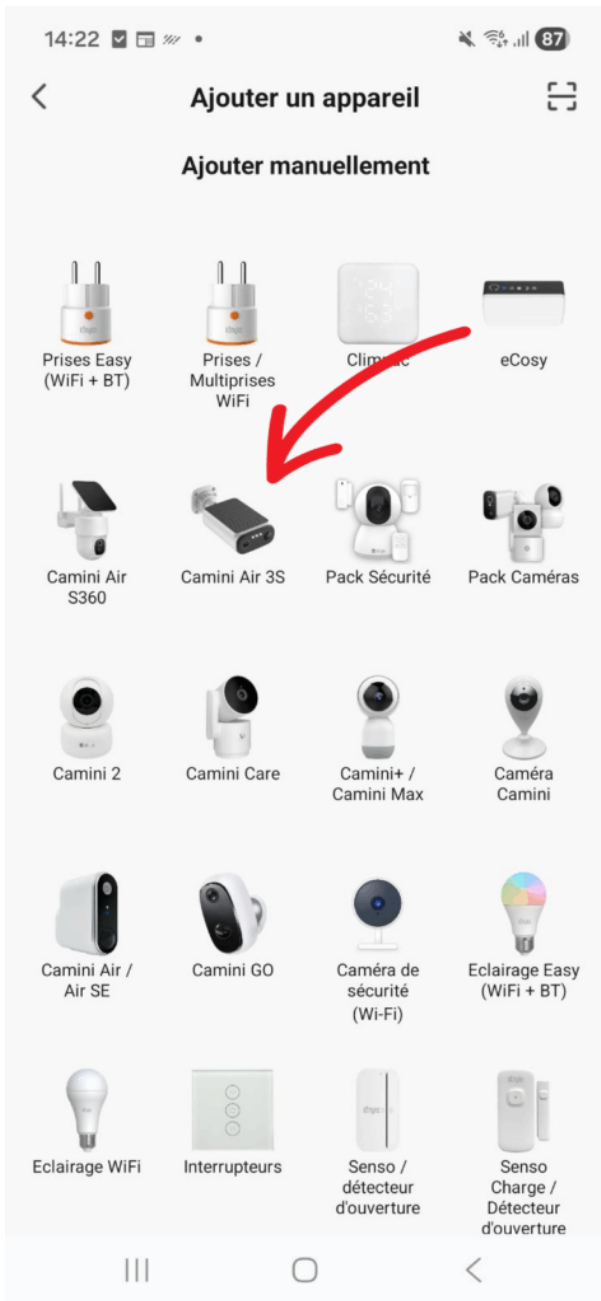 14:22
87
Ajouter un appareil
Ajouter manuellement
Prises Easy
(WiFi + BT)
Prises /
Multiprises
WiFi
eCosy
Camini Air
S360
Camini Air 3S
Pack Sécurité
Pack Caméras
Camini 2
Camini Care
Camini+ /
Camini Max
Caméra
Camini
Camini Air /
Air SE
Camini GO
Caméra de
sécurité
(Wi-Fi)
Eclairage Easy
(WiFi + BT)
Eclairage WiFi
Interrupteurs
Senso /
détecteur
d'ouverture
Senso
Charge /
Détecteur
d'ouverture